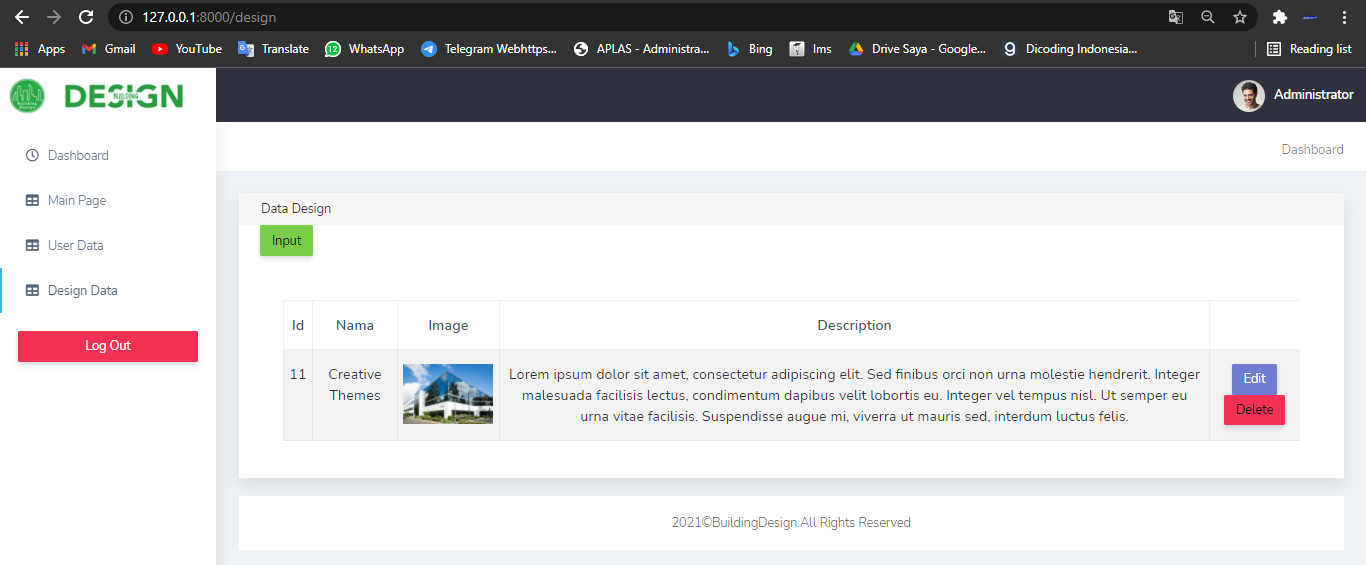 127.0.0.1:8000/design
Apps Gmail YouTube Translate 12 WhatsApp Telegram Webhttps... APLAS - Administra... Bing Ims Drive Saya - Google... Dicoding Indonesia... Reading list
Building Design DESIGN BUILDING
Administrator
Dashboard
Dashboard
Main Page
User Data
Design Data
Log Out
Data Design
Input
Id Nama Image Description
11 Creative Themes Lorem ipsum dolor sit amet, consectetur adipiscing elit. Sed finibus orci non urna molestie hendrerit. Integer
malesuada facilisis lectus, condimentum dapibus velit lobortis eu. Integer vel tempus nisl. Ut semper eu
urna vitae facilisis. Suspendisse augue mi, viverra ut mauris sed, interdum luctus felis.
Edit
Delete
2021©BuildingDesign.All Rights Reserved